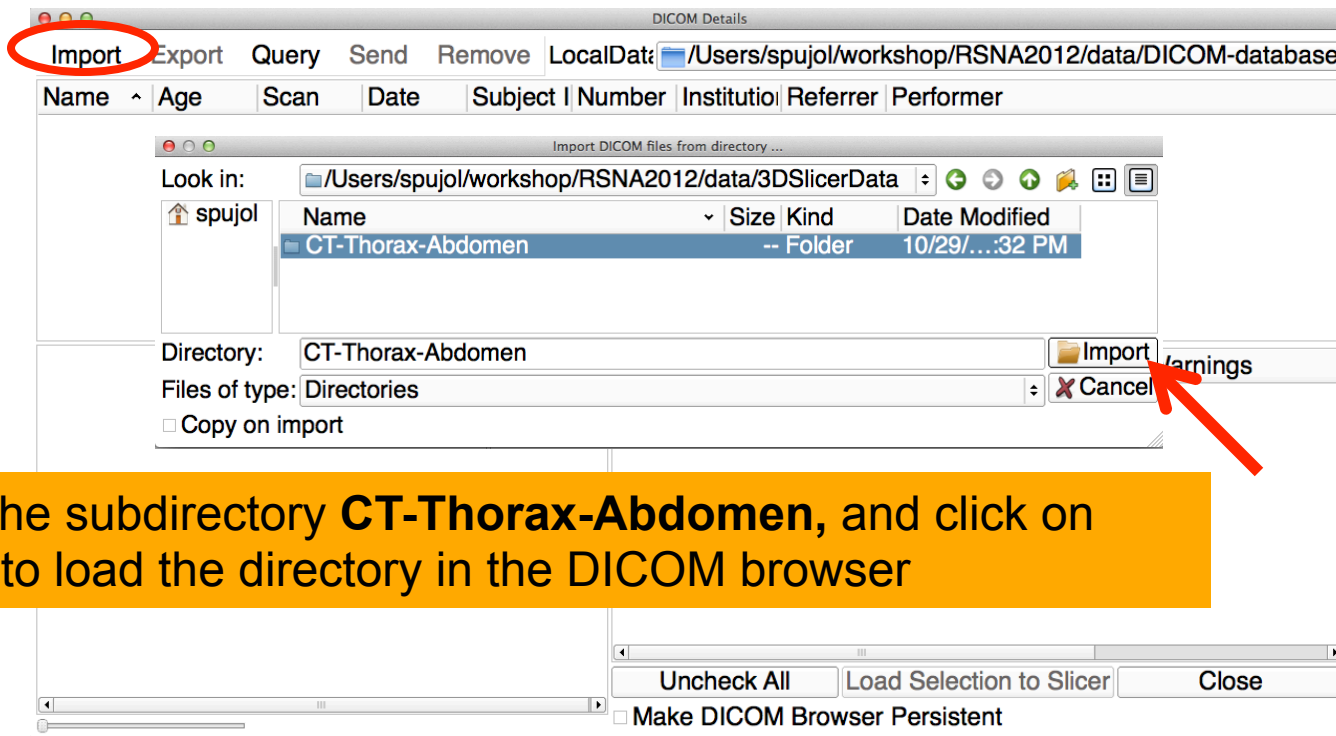 DICOM Details
Import Export Query Send Remove LocalData /Users/spujol/workshop/RSNA2012/data/DICOM-database
Name Age Scan Date Subject I Number Institution Referrer Performer
Import DICOM files from directory ...
Look in: /Users/spujol/workshop/RSNA2012/data/3DSlicerData
spujol Name Size Kind Date Modified
CT-Thorax-Abdomen -- Folder 10/29/...:32 PM
Directory: CT-Thorax-Abdomen Import
arnings
Files of type: Directories Cancel
Copy on import
he subdirectory CT-Thorax-Abdomen, and click on
to load the directory in the DICOM browser
Uncheck All Load Selection to Slicer Close
Make DICOM Browser Persistent